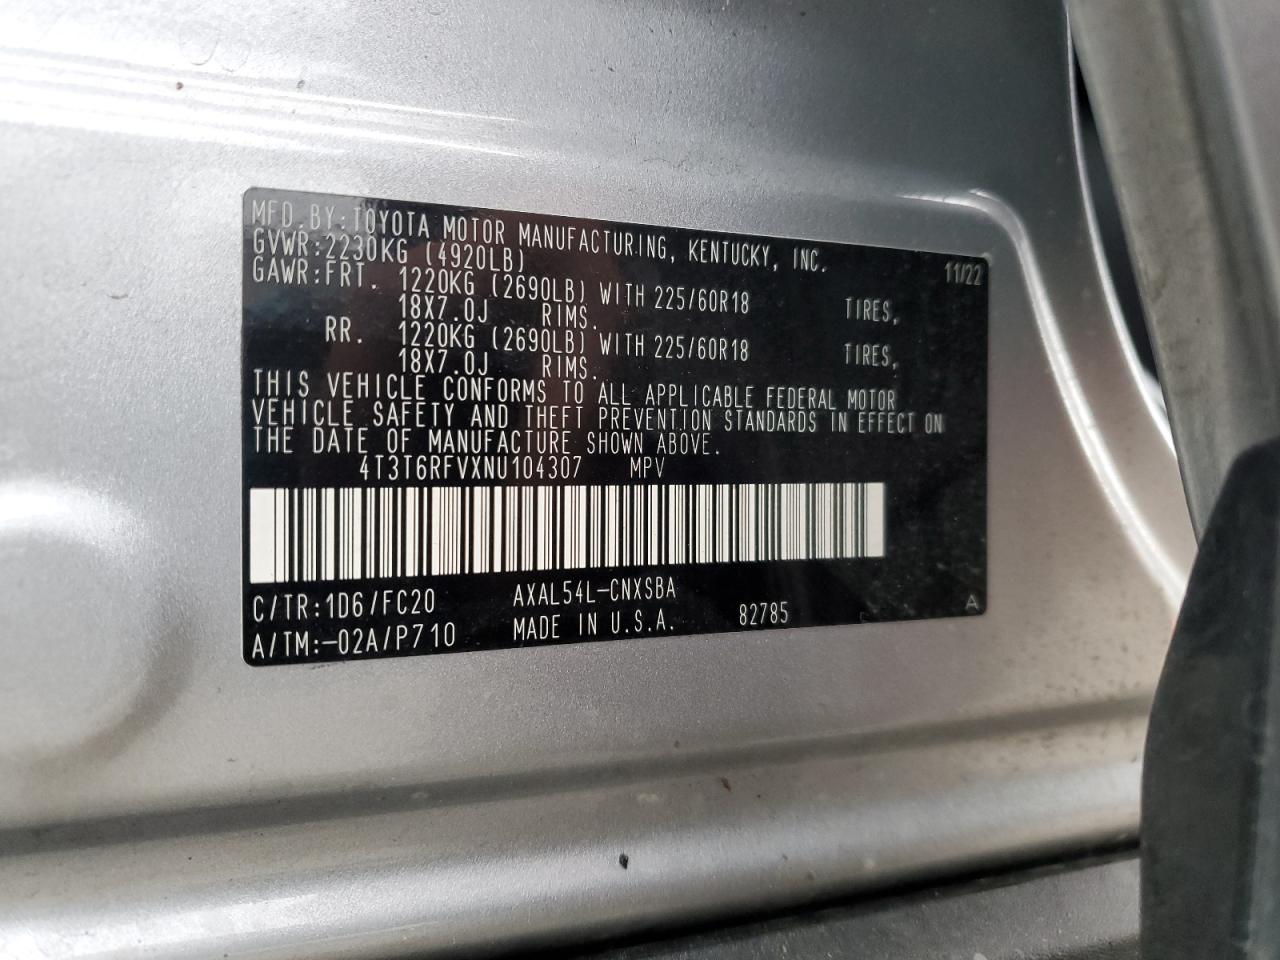 MFD. BY: TOYOTA MOTOR MANUFACTURING, KENTUCKY, INC. 11/22
GVWR: 2230KG (4920LB)
GAWR: FRT. 1220KG (2690LB) WITH 225/60R18 TIRES,
18X7.0J RIMS.
RR. 1220KG (2690LB) WITH 225/60R18 TIRES,
18X7.0J RIMS.
THIS VEHICLE CONFORMS TO ALL APPLICABLE FEDERAL MOTOR
VEHICLE SAFETY AND THEFT PREVENTION STANDARDS IN EFFECT ON
THE DATE OF MANUFACTURE SHOWN ABOVE.
4T3T6RFVXNU104307 MPV
C/TR: 1D6/FC20 AXAL54L-CNXSBA A
A/TM: -02A/P710 MADE IN U.S.A. 82785